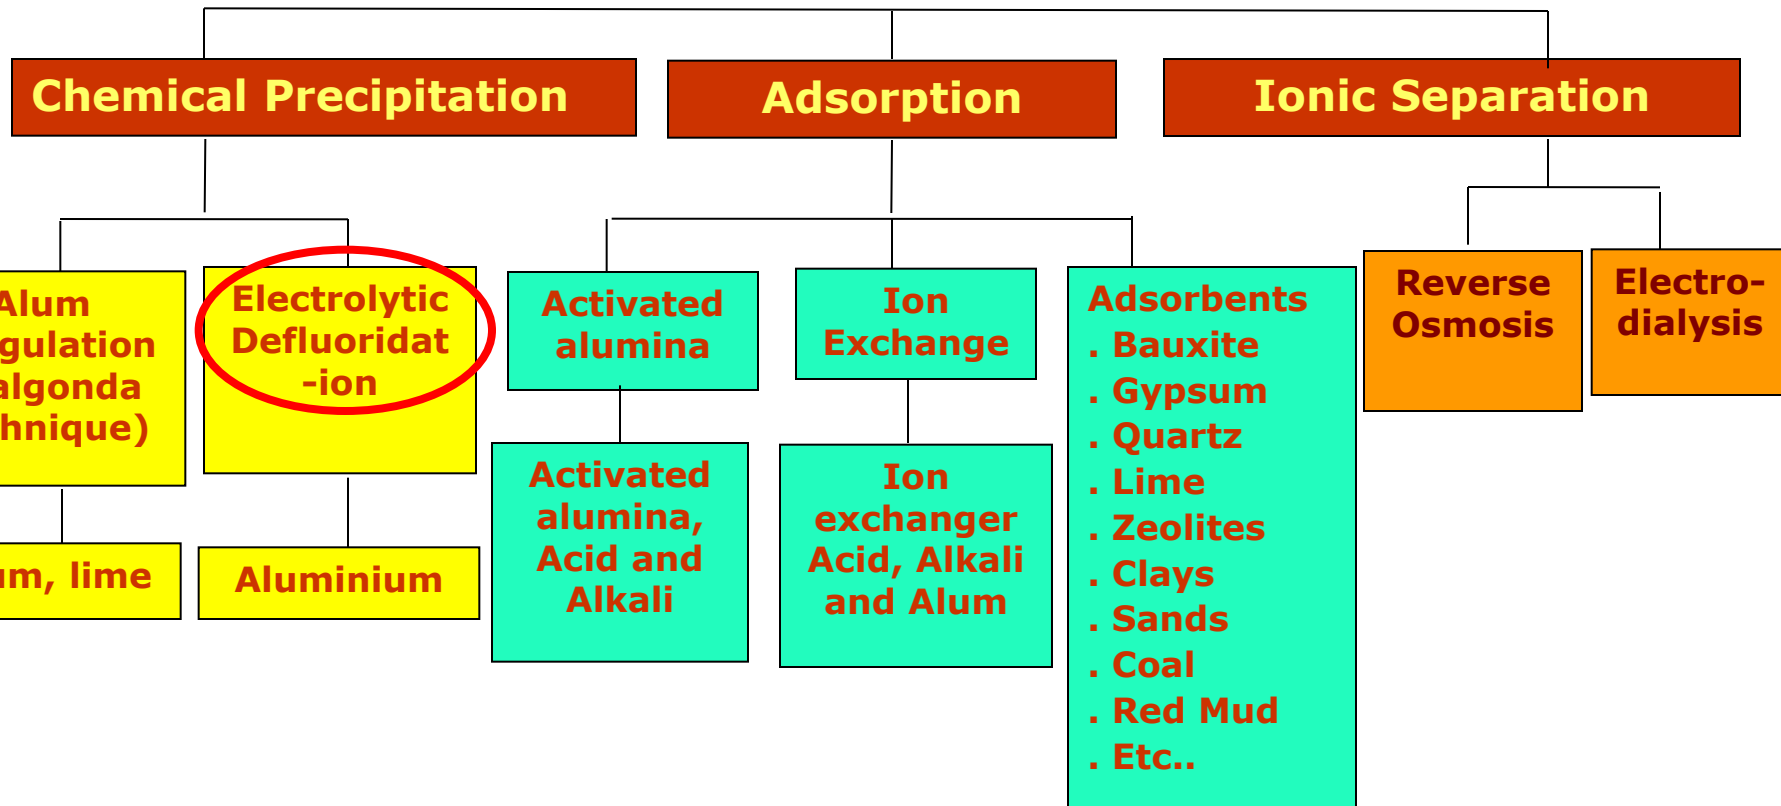 Chemical Precipitation
Adsorption
Ionic Separation
Alum
algonda
hnique)
Electrolytic
Defluoridat
-ion
Activated
alumina
Ion
Exchange
Adsorbents
. Bauxite
. Gypsum
. Quartz
. Lime
. Zeolites
. Clays
. Sands
. Coal
. Red Mud
. Etc..
Reverse
Osmosis
Electro-
dialysis
lime
Aluminium
Activated
alumina,
Acid and
Alkali
Ion
exchanger
Acid, Alkali
and Alum